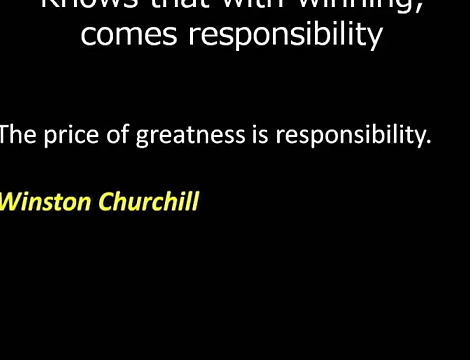 Knows that with winning,
comes responsibility
The price of greatness is responsibility.
Winston Churchill